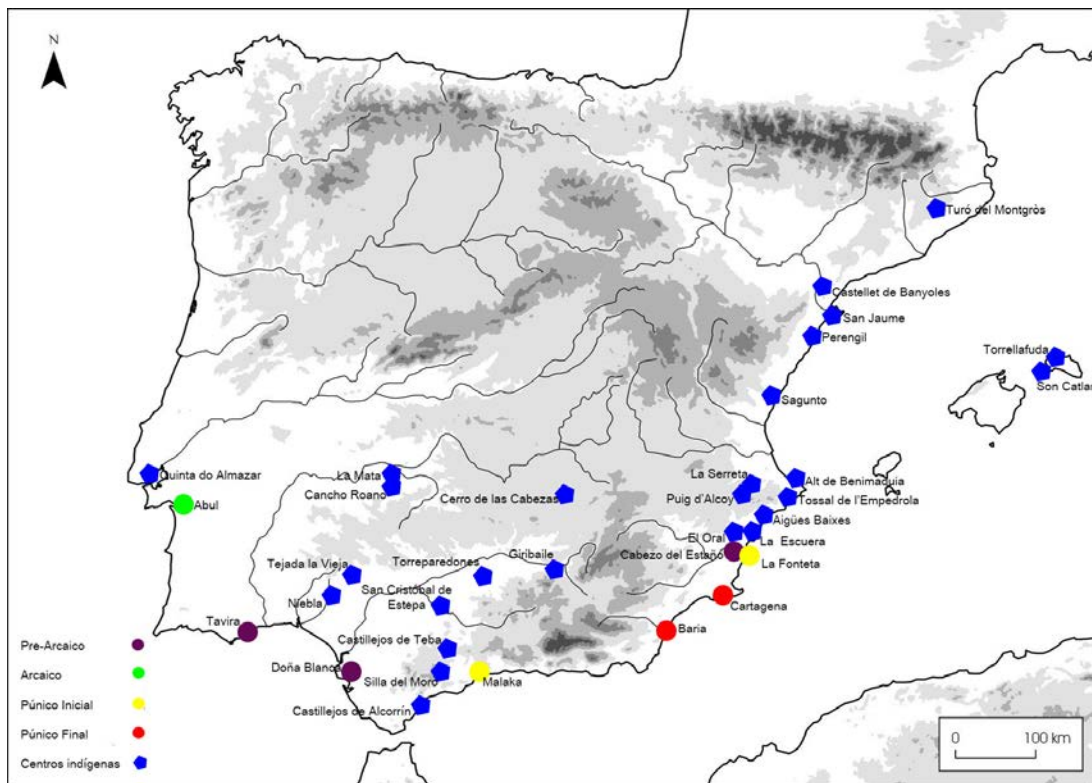 N
Turó del Montgròs
Castellet de Banyoles
San Jaume
Perengil
Torrellafuda
Son Catlar
Sagunto
Quinta do Almazar
La Mata
Cancho Roano
Cerro de las Cabezas
La Serreta
Puig d'Alcoy
Alt de Benimaquia
Tossal de l'Empedrola
Aigües Baixes
Abul
El Oral
La Escuera
Cabezo del Estaño
La Fonteta
Tejada la Vieja
Torreparedones
Giribaile
Niebla
San Cristóbal de
Estepa
Cartagena
Tavira
Baria
Castillejos de Teba
Doña Blanca
Silla del Moro
Malaka
Castillejos de Alcorrín
Pre-Arcaico
Arcaico
Púnico Inicial
Púnico Final
Centros indígenas
0 100 km